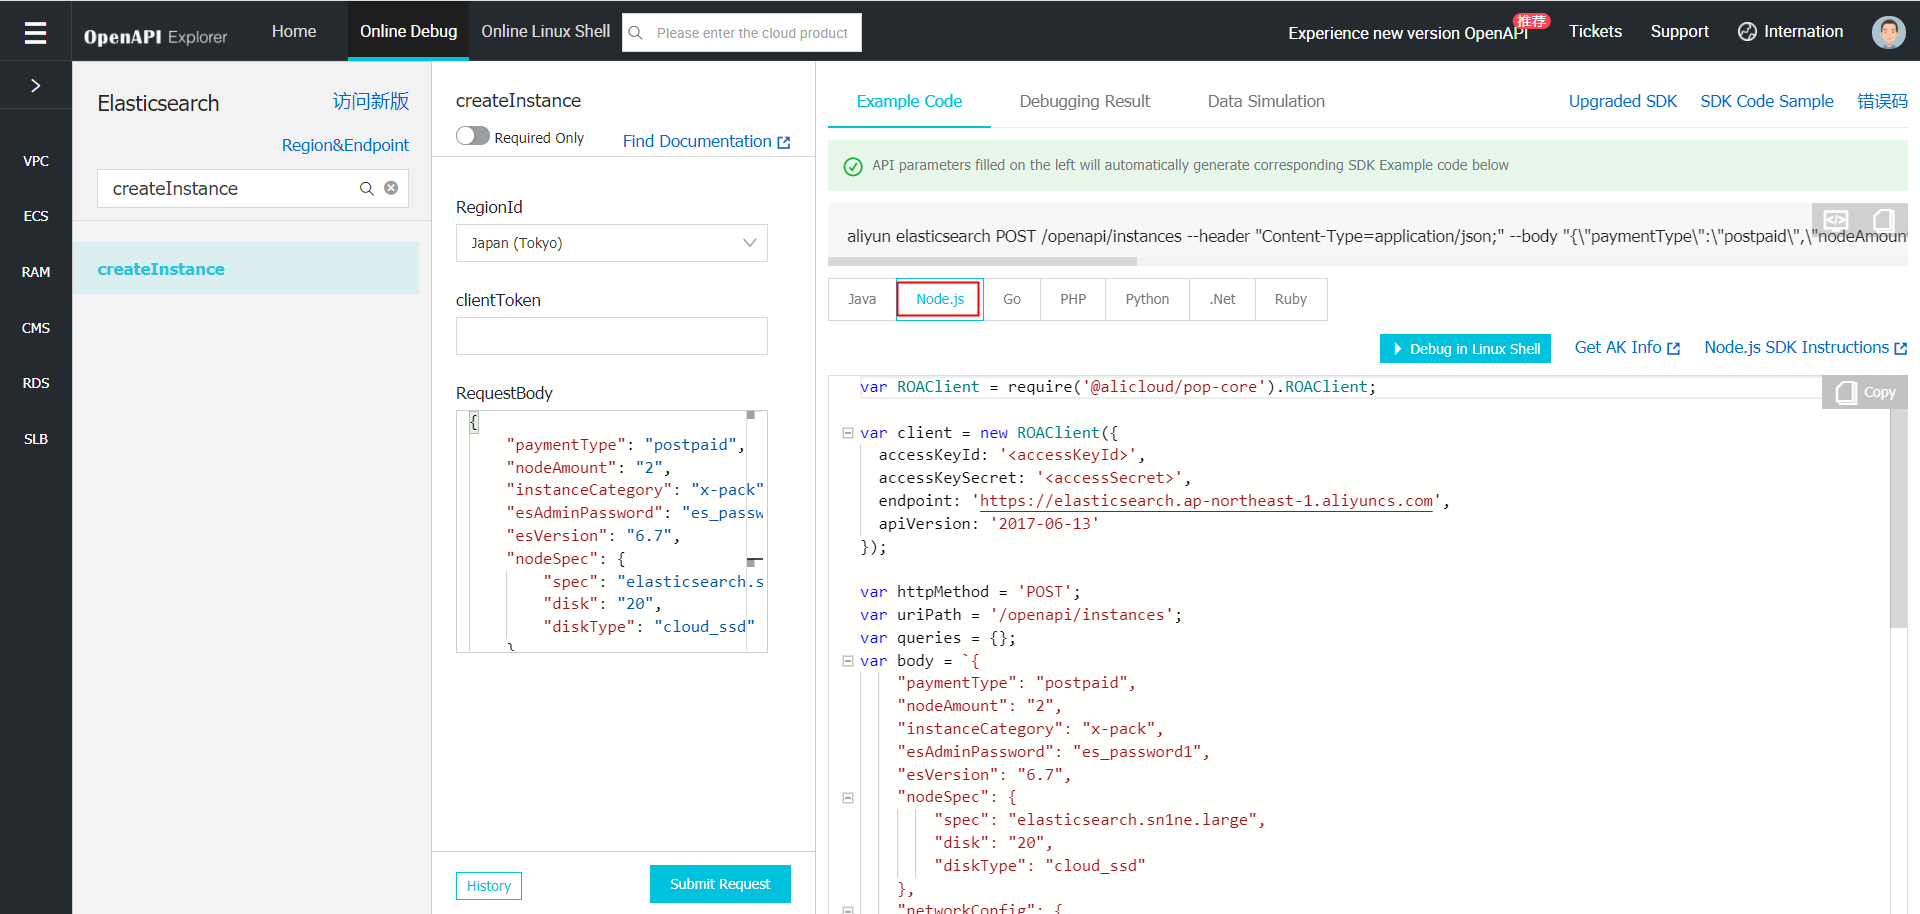 OpenAPI Explorer
Home
Online Debug
Online Linux Shell
Please enter the cloud product
Experience new version OpenAPI
推荐
Tickets
Support
Internation
VPC
ECS
RAM
CMS
RDS
SLB
Elasticsearch
访问新版
Region&Endpoint
createInstance
createInstance
createInstance
Required Only
Find Documentation
RegionId
Japan (Tokyo)
clientToken
RequestBody
{
"paymentType": "postpaid",
"nodeAmount": "2",
"instanceCategory": "x-pack"
"esAdminPassword": "es_passw
"esVersion": "6.7",
"nodeSpec": {
"spec": "elasticsearch.s
"disk": "20",
"diskType": "cloud_ssd"
}
History
Submit Request
Example Code
Debugging Result
Data Simulation
Upgraded SDK
SDK Code Sample
错误码
API parameters filled on the left will automatically generate corresponding SDK Example code below
aliyun elasticsearch POST /openapi/instances --header "Content-Type=application/json;" --body "{\"paymentType\":\"postpaid\",\"nodeAmoun
Java
Node.js
Go
PHP
Python
.Net
Ruby
Debug in Linux Shell
Get AK Info
Node.js SDK Instructions
Copy
var ROAClient = require('@alicloud/pop-core').ROAClient;
var client = new ROAClient({
accessKeyId: '<accessKeyId>',
accessKeySecret: '<accessSecret>',
endpoint: 'https://elasticsearch.ap-northeast-1.aliyuncs.com',
apiVersion: '2017-06-13'
});
var httpMethod = 'POST';
var uriPath = '/openapi/instances';
var queries = {};
var body = `{
"paymentType": "postpaid",
"nodeAmount": "2",
"instanceCategory": "x-pack",
"esAdminPassword": "es_password1",
"esVersion": "6.7",
"nodeSpec": {
"spec": "elasticsearch.sn1ne.large",
"disk": "20",
"diskType": "cloud_ssd"
},
"networkConfig": {